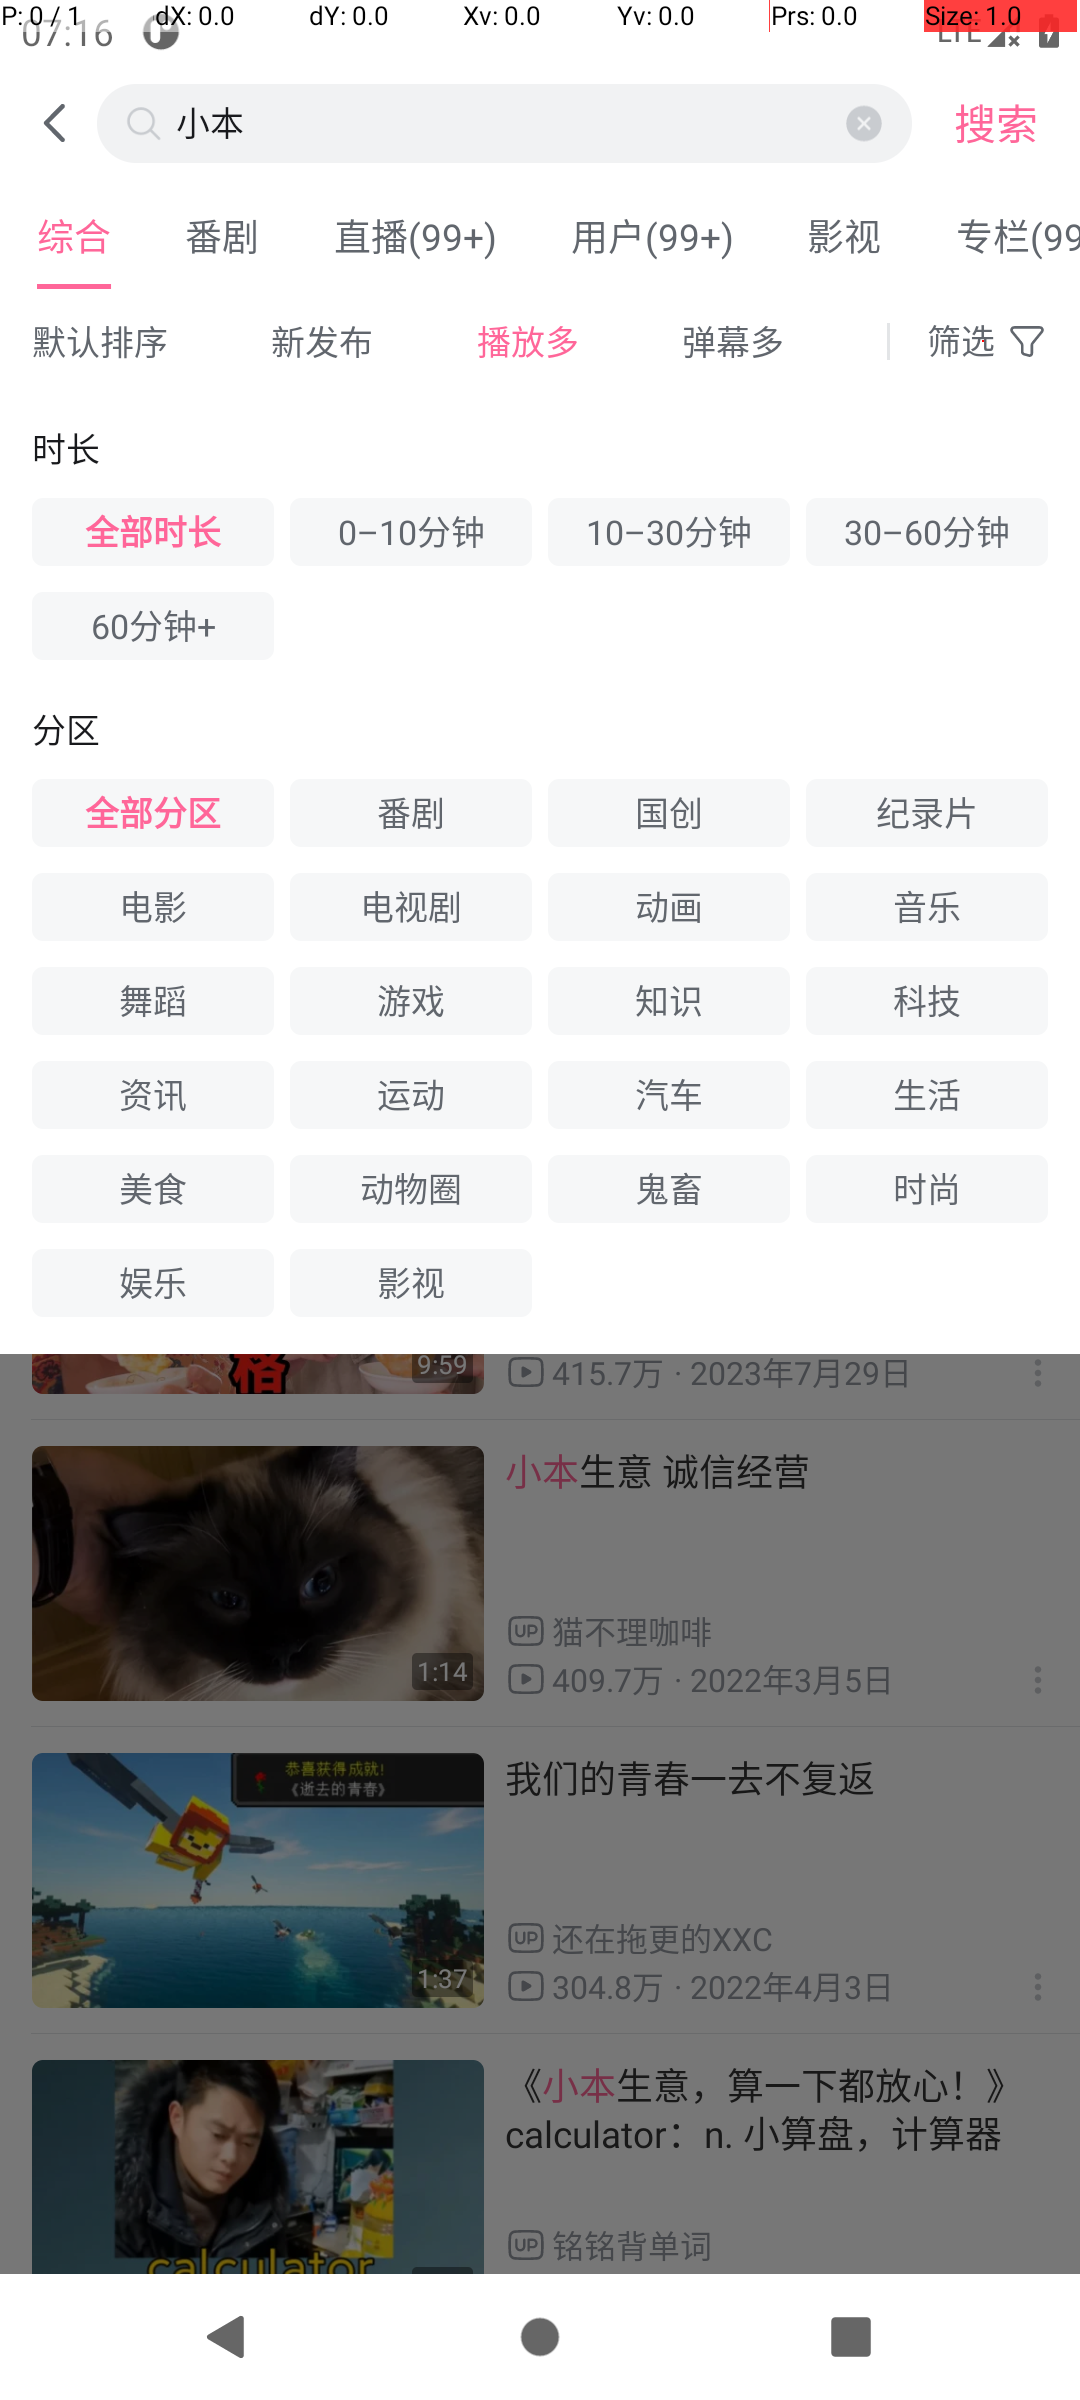 P: 0 / 1 dX: 0.0 dY: 0.0 Xv: 0.0 Yv: 0.0 Prs: 0.0 Size: 1.0
07:16 LTE
小本 搜索
综合 番剧 直播(99+) 用户(99+) 影视 专栏(99
默认排序 新发布 播放多 弹幕多 筛选
时长
全部时长 0-10分钟 10-30分钟 30-60分钟
60分钟+
分区
全部分区 番剧 国创 纪录片
电影 电视剧 动画 音乐
舞蹈 游戏 知识 科技
资讯 运动 汽车 生活
美食 动物圈 鬼畜 时尚
娱乐 影视
9:59 415.7万 · 2023年7月29日
小本生意 诚信经营
UP 猫不理咖啡
1:14 409.7万 · 2022年3月5日
恭喜获得成就!
《逝去的青春》
我们的青春一去不复返
UP 还在拖更的XXC
1:37 304.8万 · 2022年4月3日
《小本生意，算一下都放心！》
calculator：n. 小算盘，计算器
UP 铭铭背单词
calculator